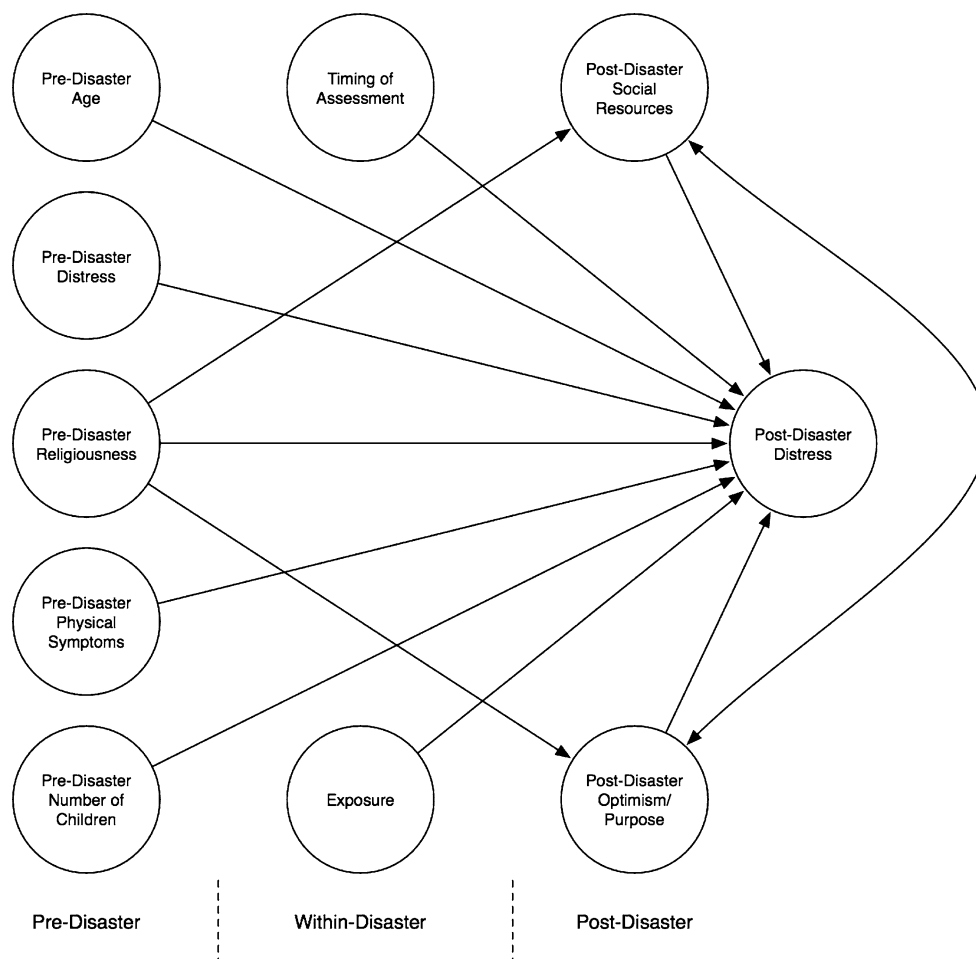 Pre-Disaster
Age
Timing of
Assessment
Post-Disaster
Social
Resources
Pre-Disaster
Distress
Pre-Disaster
Religiousness
Post-Disaster
Distress
Pre-Disaster
Physical
Symptoms
Pre-Disaster
Number of
Children
Exposure
Post-Disaster
Optimism/
Purpose
Pre-Disaster
Within-Disaster
Post-Disaster